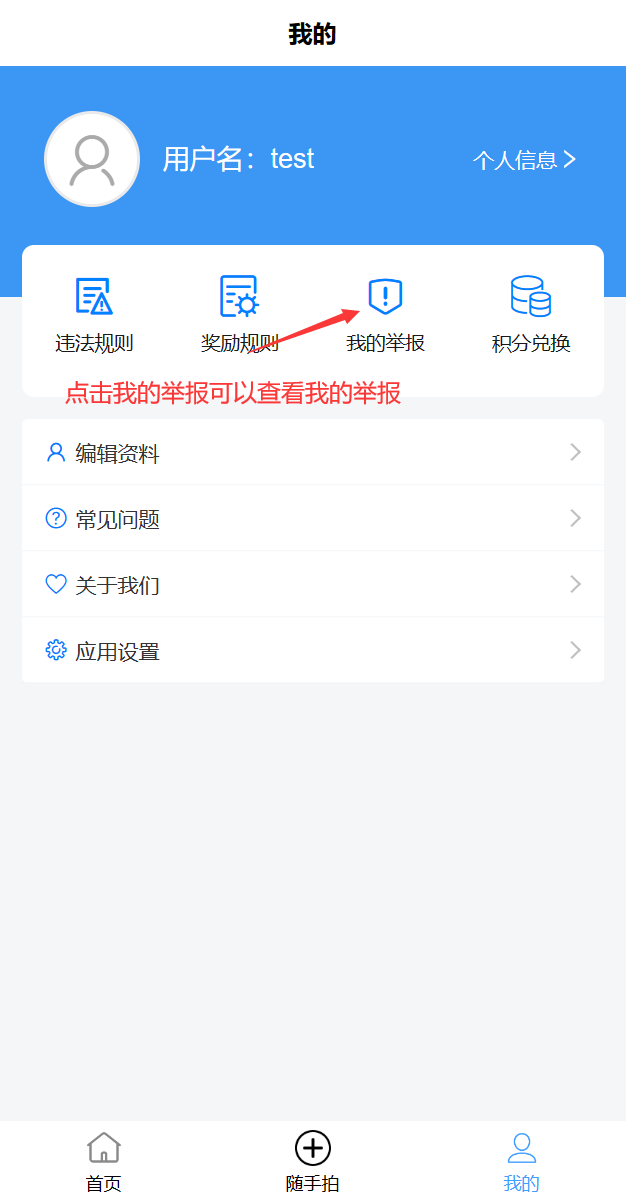 我的
用户名：test
个人信息
违法规则 奖励规则 我的举报 积分兑换
点击我的举报可以查看我的举报
编辑资料
常见问题
关于我们
应用设置
首页 随手拍 我的